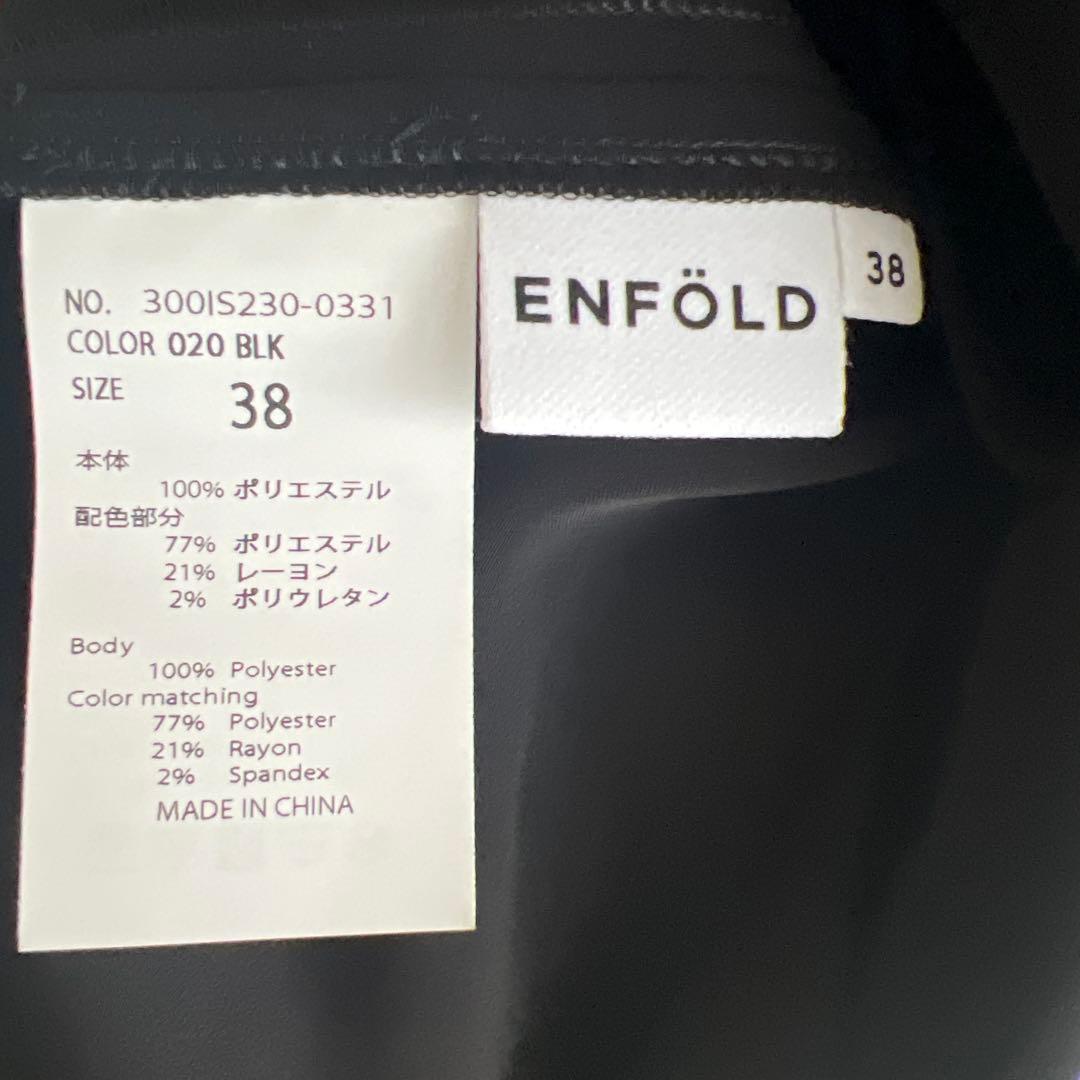 NO. 300IS230-0331
COLOR 020 BLK
SIZE 38
本体
100% ポリエステル
配色部分
77% ポリエステル
21% レーヨン
2% ポリウレタン
Body
100% Polyester
Color matching
77% Polyester
21% Rayon
2% Spandex
MADE IN CHINA
ENFÖLD
38